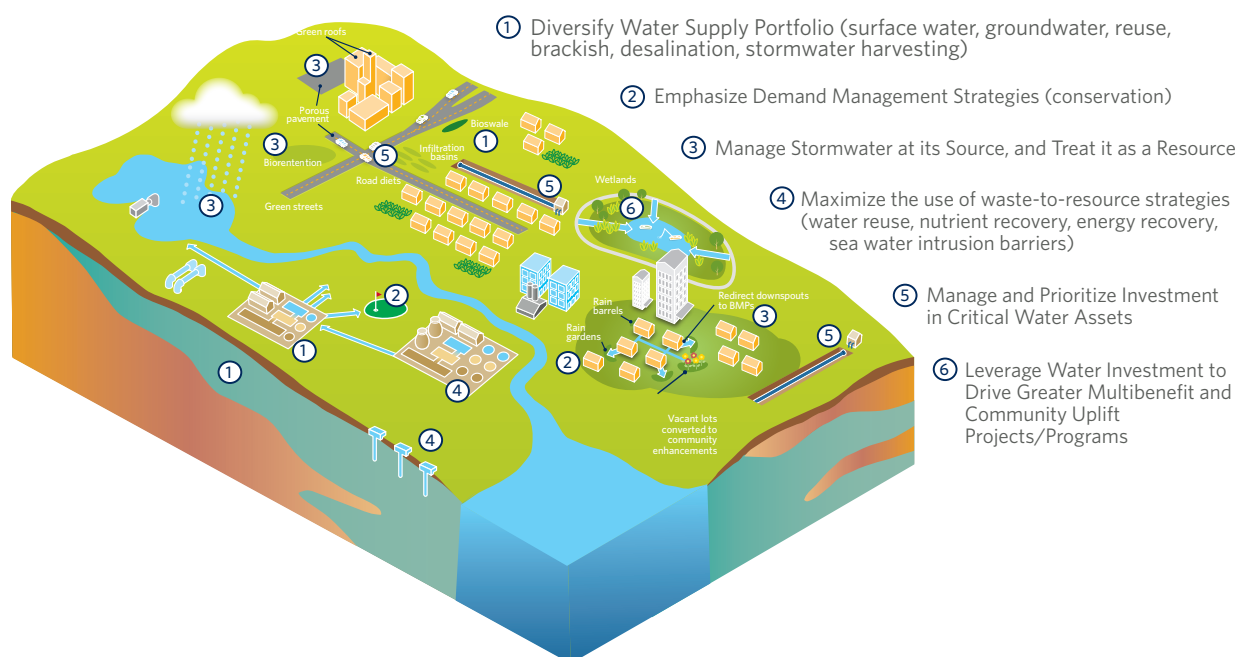 1 Diversify Water Supply Portfolio (surface water, groundwater, reuse,
brackish, desalination, stormwater harvesting)
2 Emphasize Demand Management Strategies (conservation)
3 Manage Stormwater at its Source, and Treat it as a Resource
4 Maximize the use of waste-to-resource strategies
(water reuse, nutrient recovery, energy recovery,
sea water intrusion barriers)
5 Manage and Prioritize Investment
in Critical Water Assets
6 Leverage Water Investment to
Drive Greater Multibenefit and
Community Uplift
Projects/Programs
Green roofs
3
Porous
pavement
Bioswale
1
3
Biorentention
5
Infiltration
basins
Road diets
5
Green streets
3
Wetlands
6
2
1
1
4
4
Rain
barrels
Redirect downspouts
to BMPs
3
Rain
gardens
2
5
Vacant lots
converted to
community
enhancements